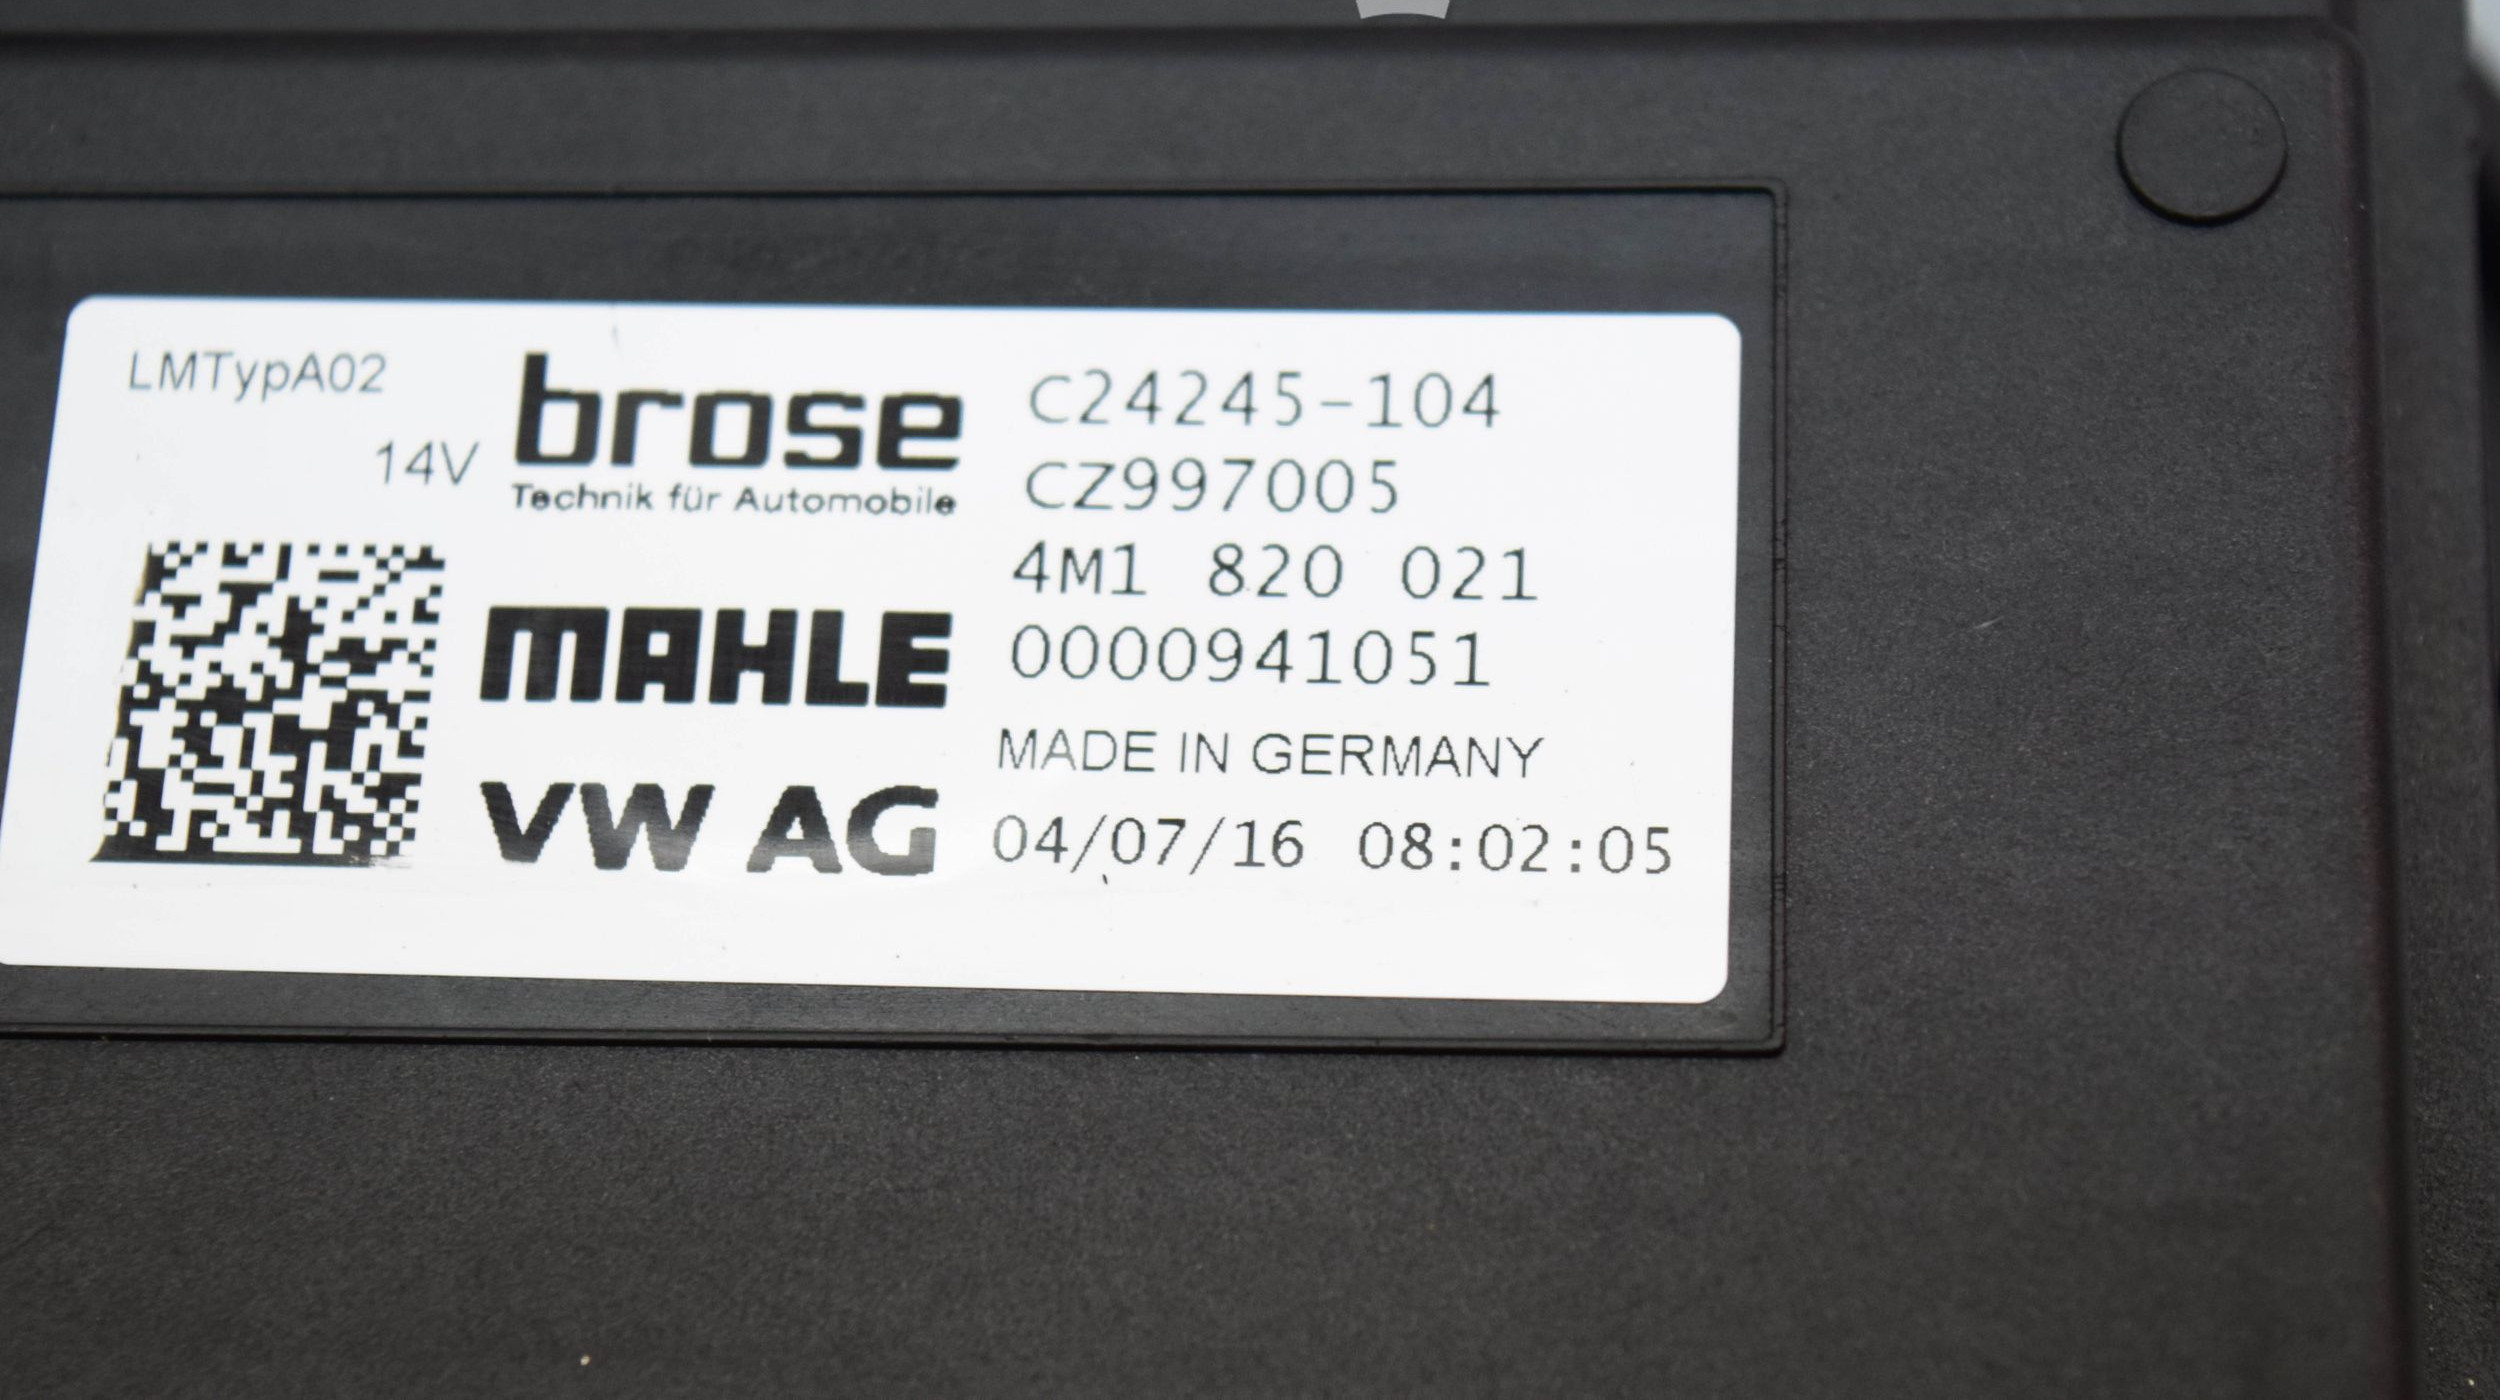 LMTypA02
14V
brose
Technik für Automobile
MAHLE
VW AG
C24245-104
CZ997005
4M1 820 021
0000941051
MADE IN GERMANY
04/07/16 08:02:05